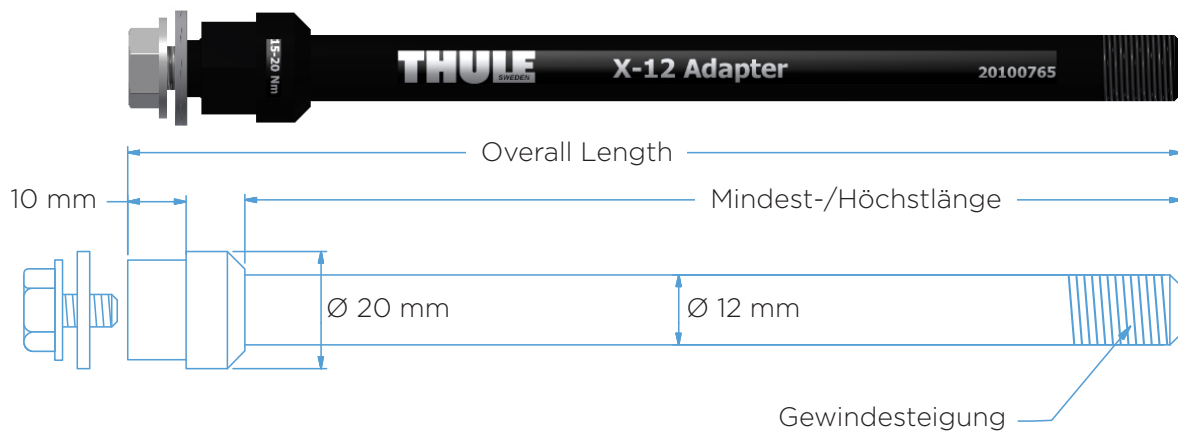 15-20 Nm
THULE
SWEDEN
X-12 Adapter
20100765
Overall Length
10 mm
Mindest-/Höchstlänge
Ø 20 mm
Ø 12 mm
Gewindesteigung